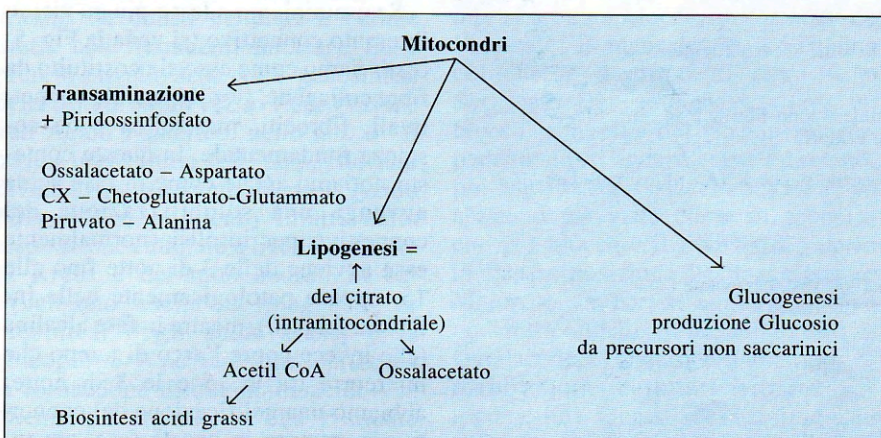 Mitocondri
Transaminazione
+ Piridossinfosfato
Ossalacetato – Aspartato
CX – Chetoglutarato-Glutammato
Piruvato – Alanina
Lipogenesi =
del citrato
(intramitocondriale)
Acetil CoA
Ossalacetato
Biosintesi acidi grassi
Glucogenesi
produzione Glucosio
da precursori non saccarinici